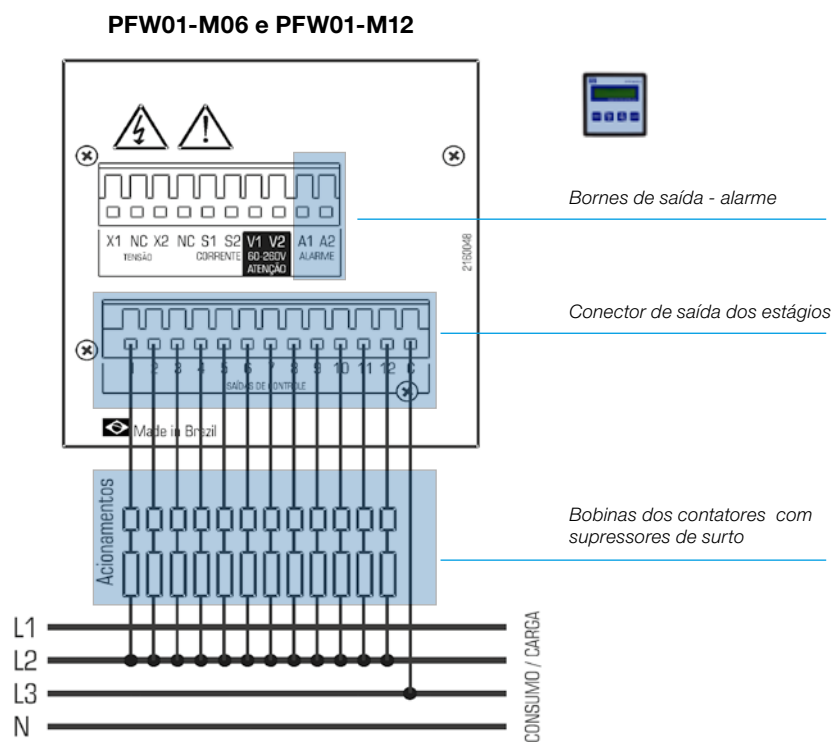 PFW01-M06 e PFW01-M12
Bornes de saída - alarme
X1 NC X2 NC S1 S2 V1 V2 A1 A2
TENSÃO CORRENTE 60-260V ALARME
ATENÇÃO
2160048
Conector de saída dos estágios
1 2 3 4 5 6 7 8 9 10 11 12 C
SAÍDAS DE CONTROLE
Made in Brazil
Acionamentos
Bobinas dos contatores com
supressores de surto
L1
L2
L3
N
CONSUMO / CARGA